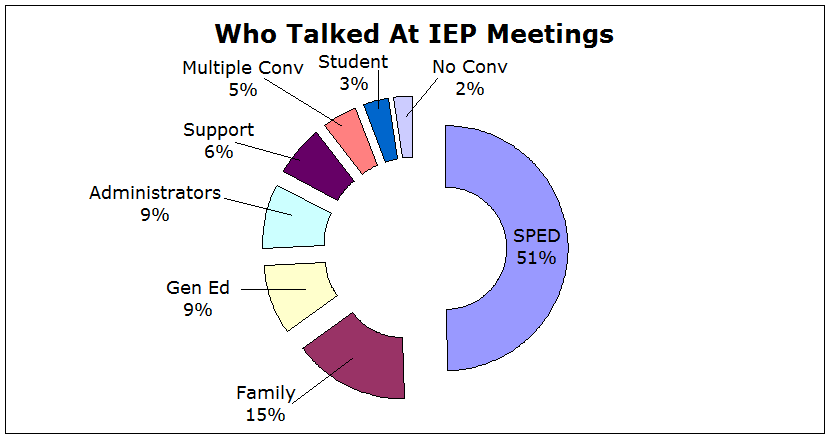 Who Talked At IEP Meetings
Student
3%
No Conv
2%
Multiple Conv
5%
Support
6%
Administrators
9%
SPED
51%
Gen Ed
9%
Family
15%